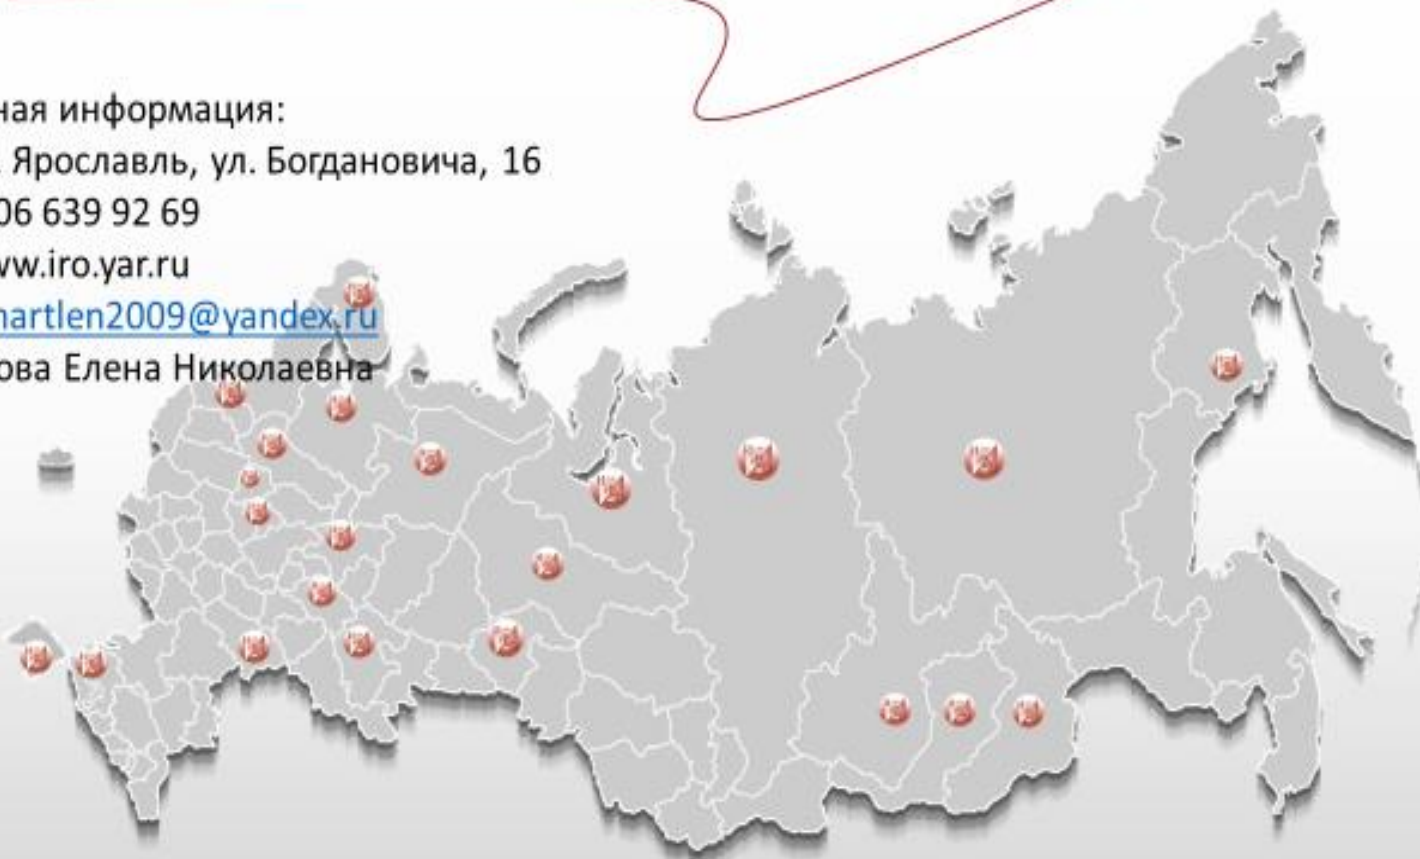 ная информация:
. Ярославль, ул. Богдановича, 16
06 639 92 69
ww.iro.yar.ru
martlen2009@yandex.ru
ова Елена Николаевна